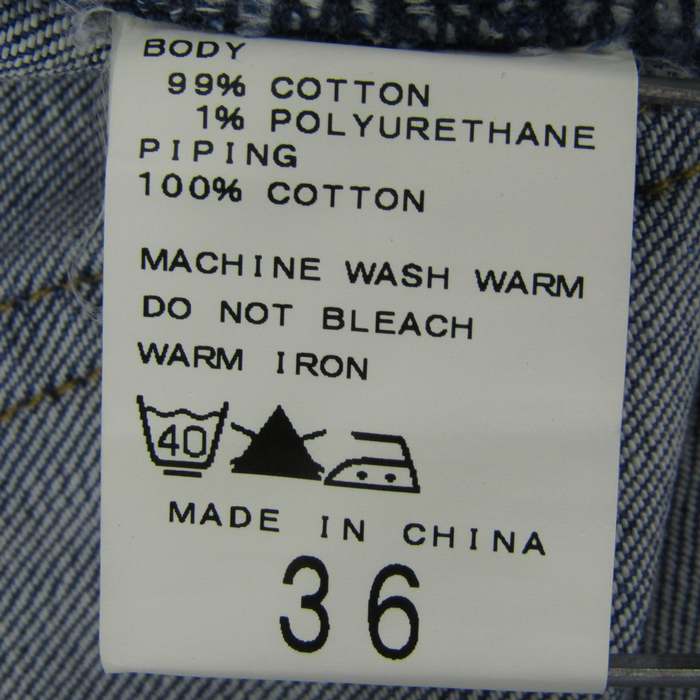 BODY
99% COTTON
1% POLYURETHANE
PIPING
100% COTTON
MACHINE WASH WARM
DO NOT BLEACH
WARM IRON
40
MADE IN CHINA
36